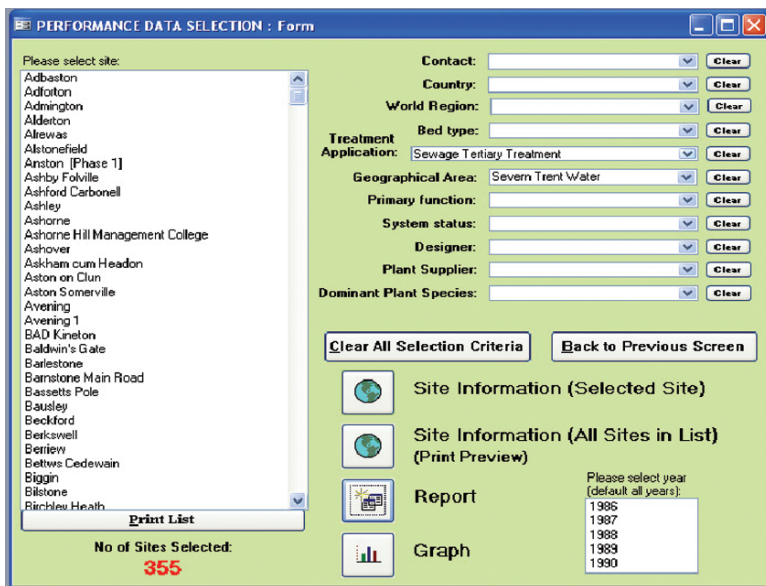 PERFORMANCE DATA SELECTION : Form
Please select site:
Adbaston
Adforton
Admington
Alderton
Alrewas
Alstonefield
Anston [Phase 1]
Ashby Folville
Ashford Carbonell
Ashley
Ashorne
Ashorne Hill Management College
Ashover
Askham cum Headon
Aston on Clun
Aston Somerville
Avening
Avening 1
BAD Kineton
Baldwin's Gate
Barlestone
Barnstone Main Road
Bassetts Pole
Bausley
Beckford
Berkswell
Berriew
Bettws Cedewain
Biggin
Bilstone
Birchley Heath
Print List
No of Sites Selected:
355
Contact: Clear
Country: Clear
World Region: Clear
Bed type: Clear
Treatment
Application: Sewage Tertiary Treatment Clear
Geographical Area: Severn Trent Water Clear
Primary function: Clear
System status: Clear
Designer: Clear
Plant Supplier: Clear
Dominant Plant Species: Clear
Clear All Selection Criteria Back to Previous Screen
Site Information (Selected Site)
Site Information (All Sites in List)
(Print Preview)
Report
Please select year
(default all years):
1986
1987
1988
1989
1990
Graph